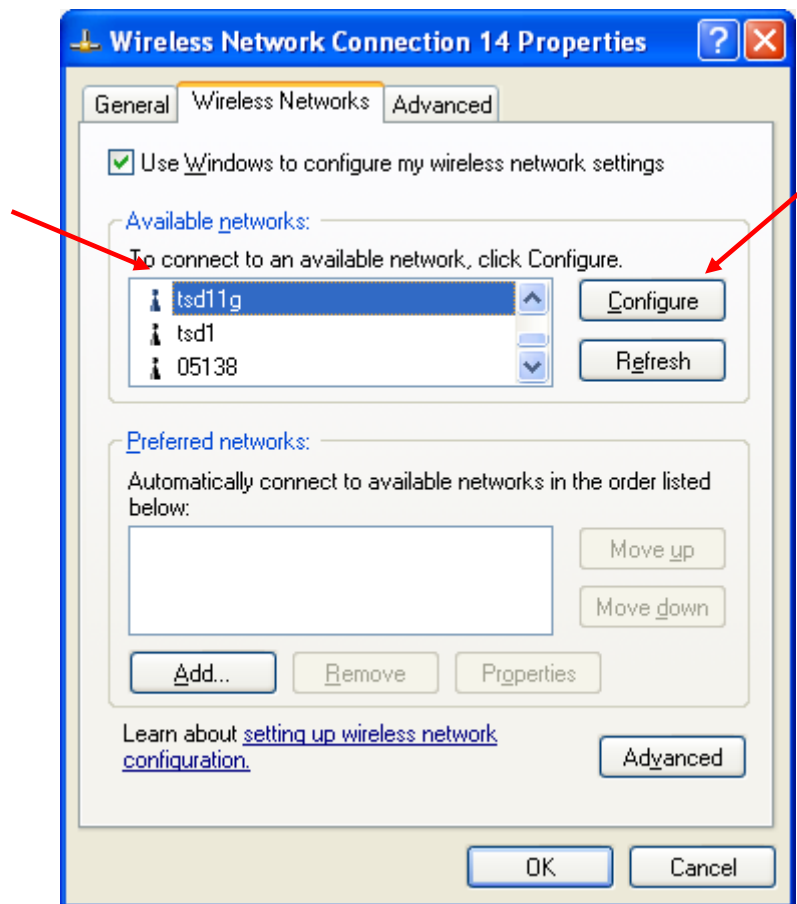 Wireless Network Connection 14 Properties
General Wireless Networks Advanced
Use Windows to configure my wireless network settings
Available networks:
To connect to an available network, click Configure.
tsd11g
tsd1
05138
Configure
Refresh
Preferred networks:
Automatically connect to available networks in the order listed
below:
Move up
Move down
Add... Remove Properties
Learn about setting up wireless network
configuration.
Advanced
OK Cancel